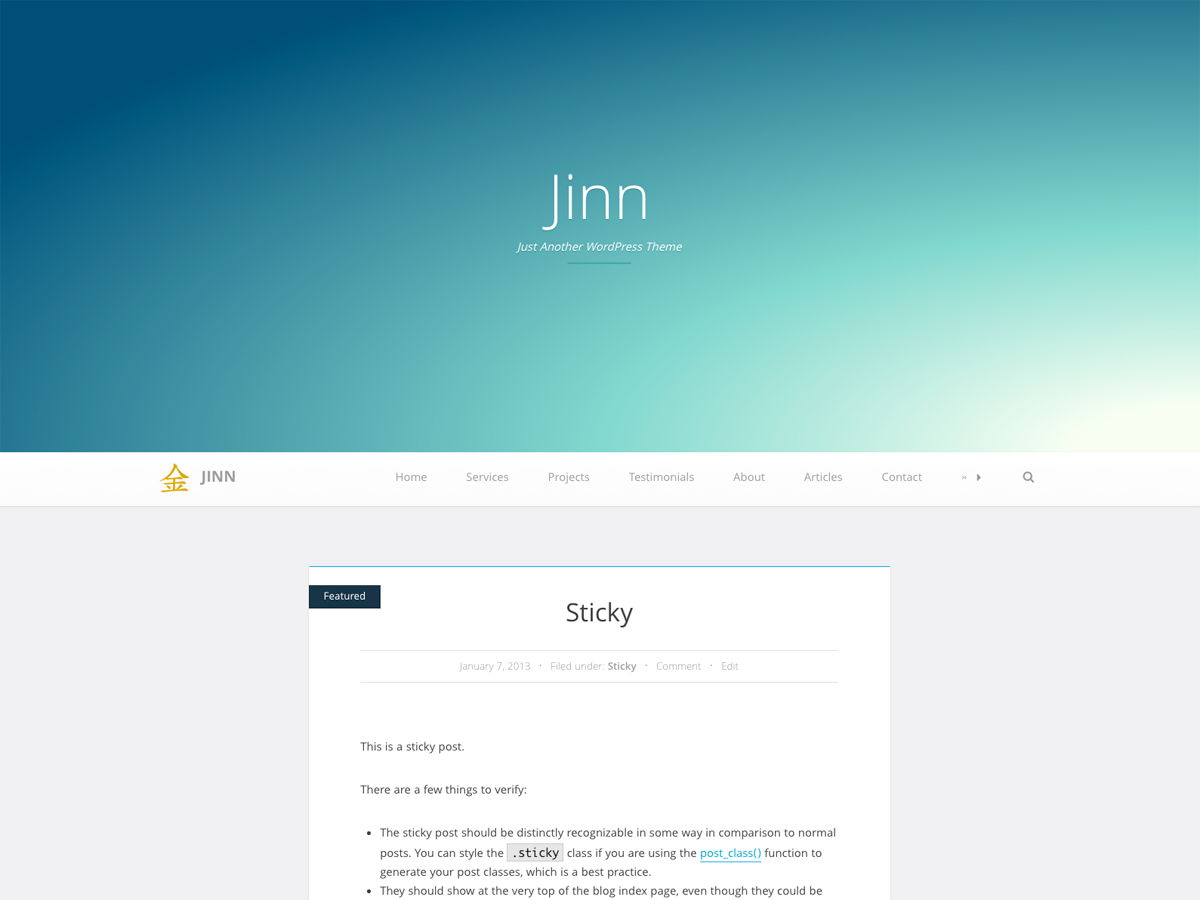 Jinn
Just Another WordPress Theme
金 JINN Home Services Projects Testimonials About Articles Contact »
Featured
Sticky
January 7, 2013 · Filed under: Sticky · Comment · Edit
This is a sticky post.
There are a few things to verify:
• The sticky post should be distinctly recognizable in some way in comparison to normal
posts. You can style the .sticky class if you are using the post_class() function to
generate your post classes, which is a best practice.
• They should show at the very top of the blog index page, even though they could be